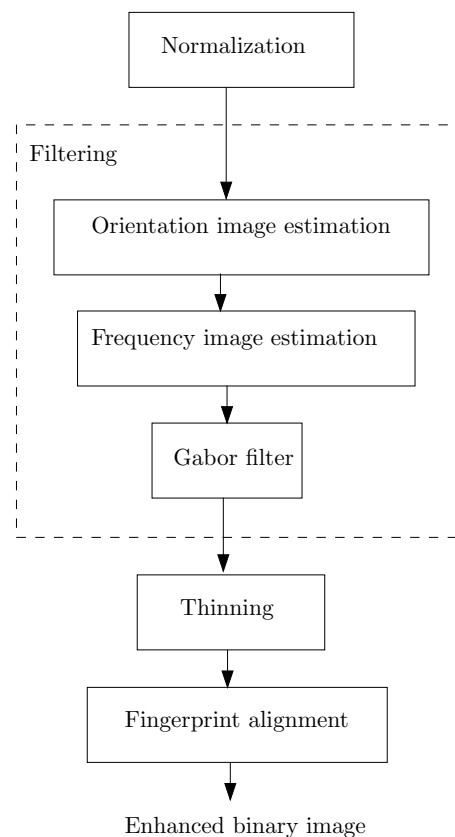 Normalization
Filtering
Orientation image estimation
Frequency image estimation
Gabor filter
Thinning
Fingerprint alignment
Enhanced binary image